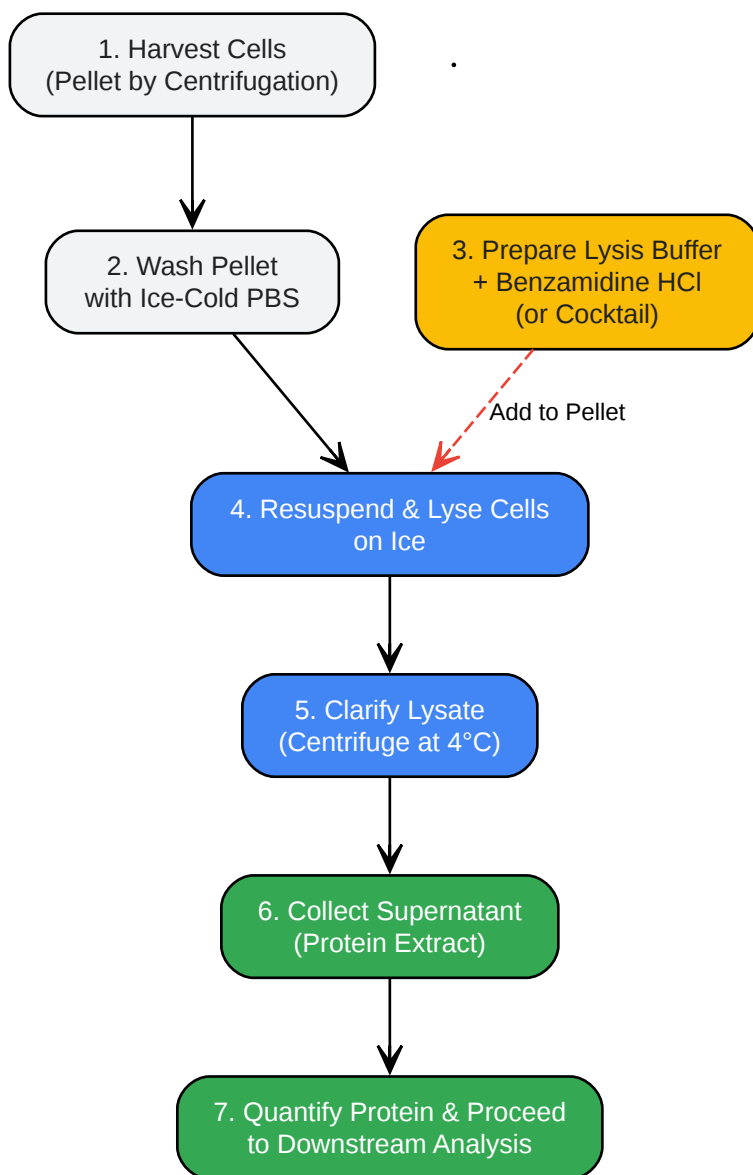 1. Harvest Cells
(Pellet by Centrifugation)
.
2. Wash Pellet
with Ice-Cold PBS
3. Prepare Lysis Buffer
+ Benzamidine HCl
(or Cocktail)
Add to Pellet
4. Resuspend & Lyse Cells
on Ice
5. Clarify Lysate
(Centrifuge at 4°C)
6. Collect Supernatant
(Protein Extract)
7. Quantify Protein & Proceed
to Downstream Analysis